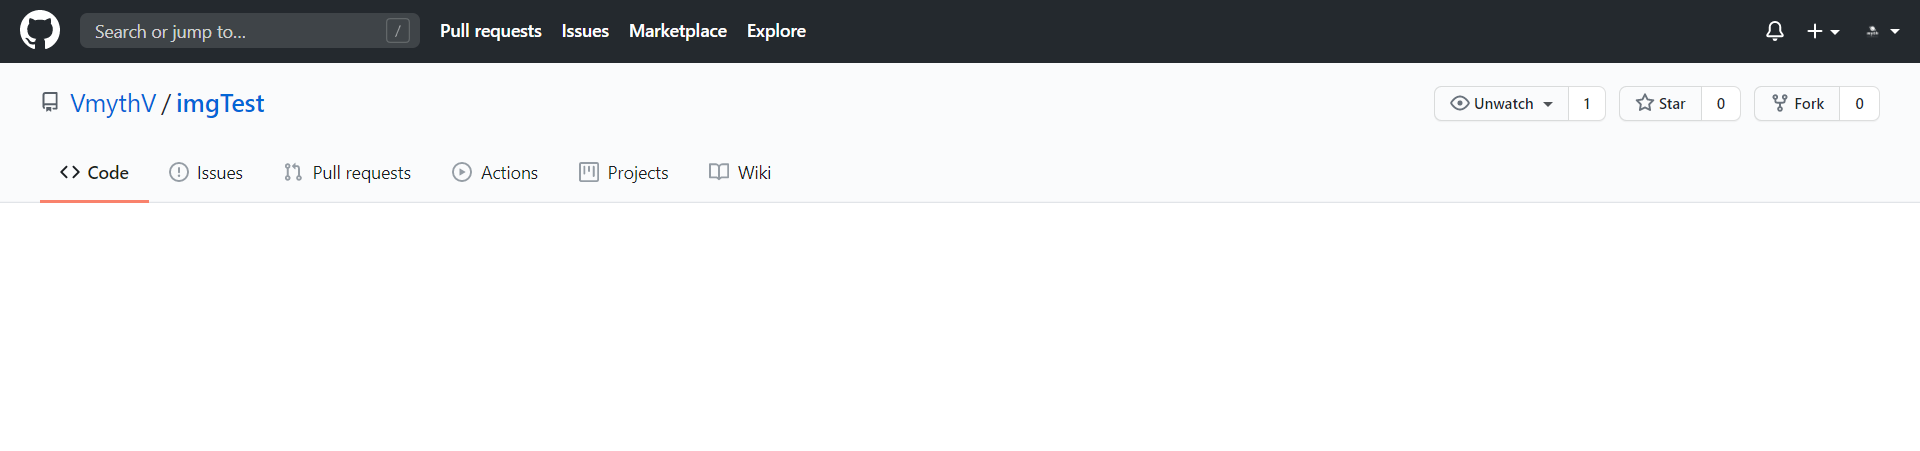 Search or jump to... /
Pull requests Issues Marketplace Explore
VmythV / imgTest
Unwatch 1 Star 0 Fork 0
Code Issues Pull requests Actions Projects Wiki